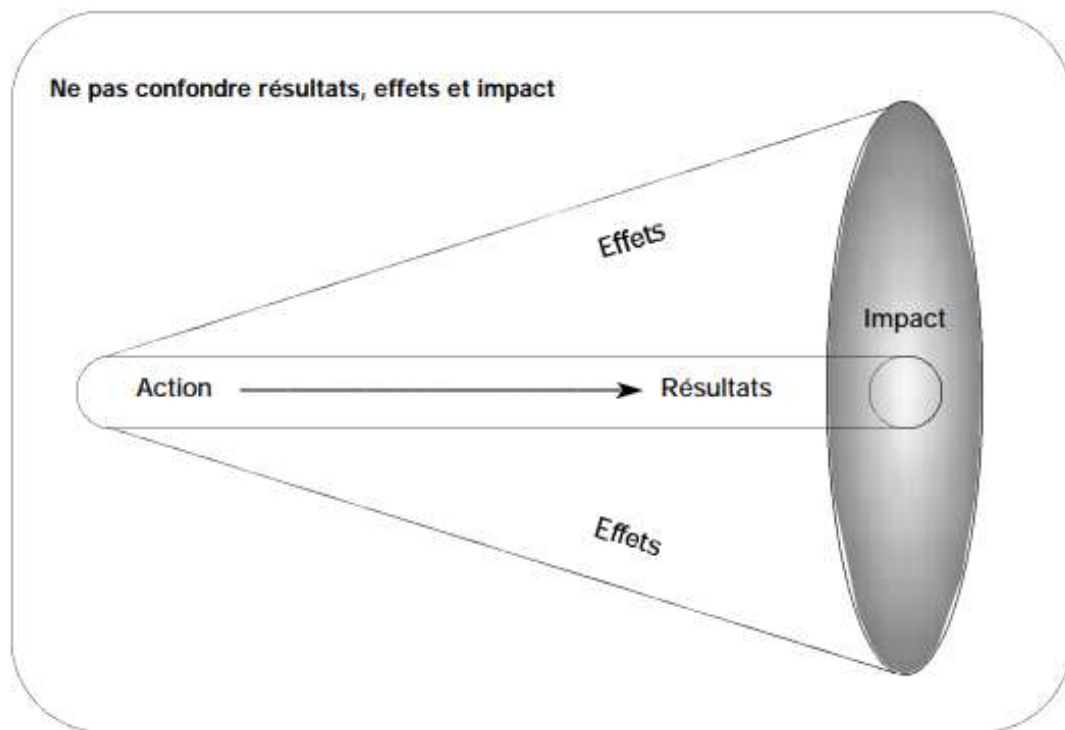 Ne pas confondre résultats, effets et impact
Effets
Impact
Action
Résultats
Effets